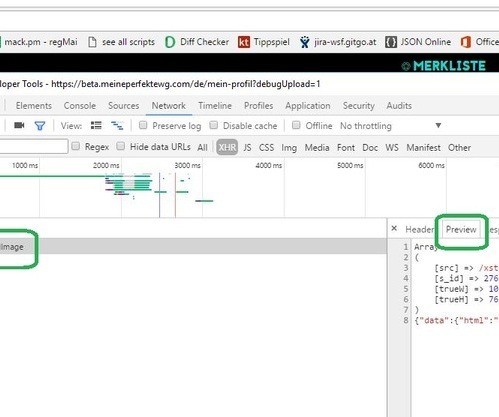 mack.pm - regMai see all scripts Diff Checker kt Tippspiel jira-wsf.gitgo.at JSON Online Offer
MERKLISTE
loper Tools - https://beta.meineperfektewg.com/de/mein-profil?debugUpload=1
Elements Console Sources Network Timeline Profiles Application Security Audits
View: Preserve log Disable cache Offline No throttling
Regex Hide data URLs All XHR JS CSS Img Media Font Doc WS Manifest Other
1000 ms 2000 ms 3000 ms 4000 ms 5000 ms 6000 ms
× Header Preview esp
Image
1 Array
2 (
3 [src] => /xst
4 [s_id] => 276
5 [trueW] => 10
6 [trueH] => 76
7 )
8 {"data":{"html":"